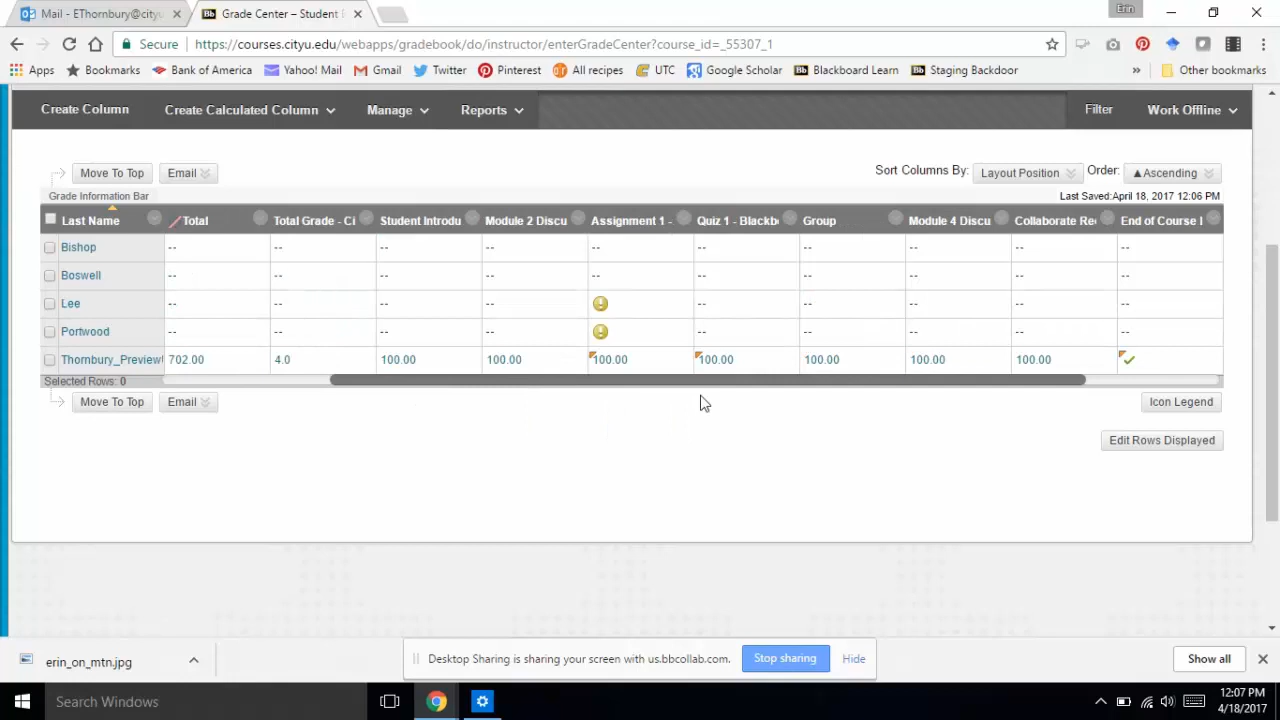 Mail - EThornbury@cityu
Grade Center – Student
Erin
Secure
https://courses.cityu.edu/webapps/gradebook/do/instructor/enterGradeCenter?course_id=_55307_1
Apps Bookmarks Bank of America Yahoo! Mail Gmail Twitter Pinterest All recipes UTC Google Scholar Blackboard Learn Staging Backdoor » Other bookmarks
Create Column Create Calculated Column Manage Reports Filter Work Offline
Move To Top Email Sort Columns By: Layout Position Order: ▲Ascending
Grade Information Bar Last Saved:April 18, 2017 12:06 PM
Last Name Total Total Grade - Ci Student Introdu Module 2 Discu Assignment 1 - Quiz 1 - Blackb Group Module 4 Discu Collaborate Re End of Course
Bishop -- -- -- -- -- -- -- -- -- --
Boswell -- -- -- -- -- -- -- -- -- --
Lee -- -- -- -- -- -- -- -- --
Portwood -- -- -- -- -- -- -- -- --
Thornbury_Preview 702.00 4.0 100.00 100.00 100.00 100.00 100.00 100.00 100.00
Selected Rows: 0
Move To Top Email Icon Legend
Edit Rows Displayed
erin_on_mtn.jpg
Desktop Sharing is sharing your screen with us.bbcollab.com. Stop sharing Hide
Show all
Search Windows
12:07 PM
4/18/2017